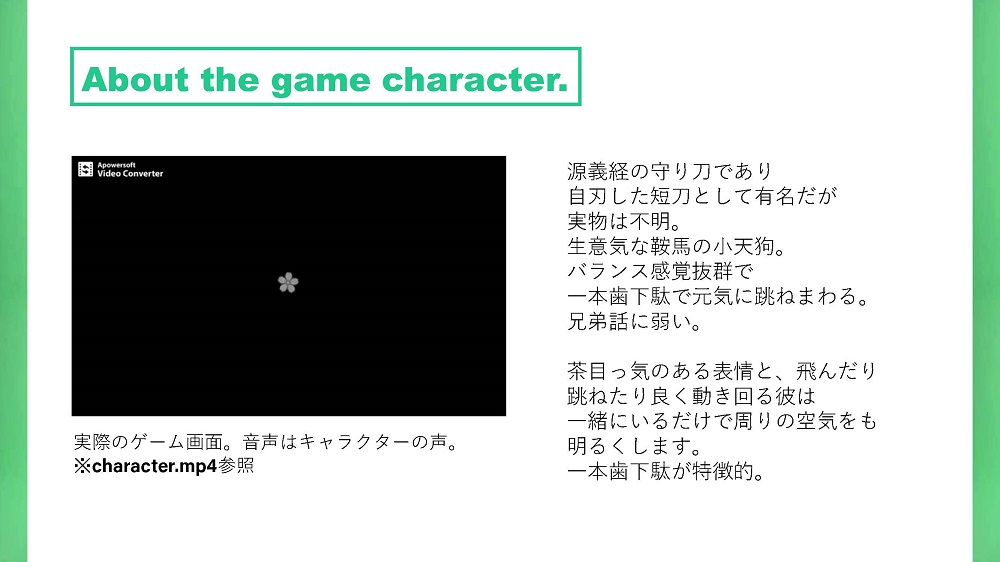 About the game character.
Apowersoft
Video Converter
源義経の守り刀であり
自刃した短刀として有名だが
実物は不明。
生意気な鞍馬の小天狗。
バランス感覚抜群で
一本歯下駄で元気に跳ねまわる。
兄弟話に弱い。
茶目っ気のある表情と、飛んだり
跳ねたり良く動き回る彼は
一緒にいるだけで周りの空気をも
明るくします。
一本歯下駄が特徴的。
実際のゲーム画面。音声はキャラクターの声。
※character.mp4参照